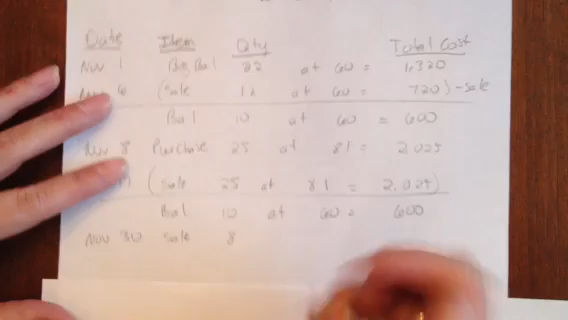 Date Item Qty Total Cost
Nov 1 Beg Bal 22 at 60 = 1,320
6 (Sale 12 at 60 = 720) - sale
Bal 10 at 60 = 600
Nov 8 Purchase 25 at 81 = 2,025
(Sale 25 at 81 = 2,025)
Bal 10 at 60 = 600
Nov 30 Sale 8